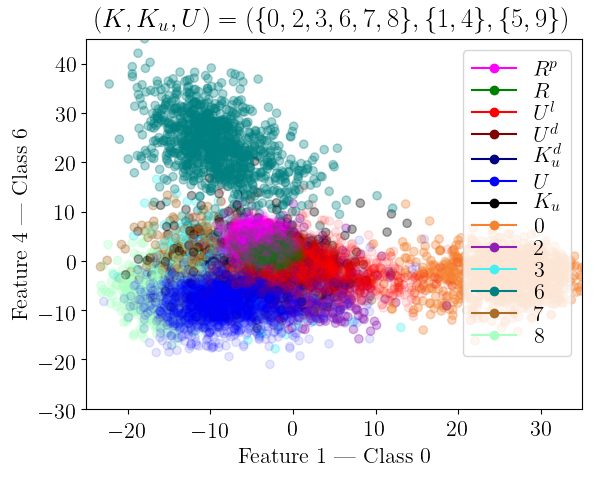 (K, K_u, U) = ({0, 2, 3, 6, 7, 8}, {1, 4}, {5, 9})
40
30
20
10
0
−10
−20
−30
Feature 4 — Class 6
R^p
R
U^l
U^d
K_u^d
U
K_u
0
2
3
6
7
8
−20
−10
0
10
20
30
Feature 1 — Class 0